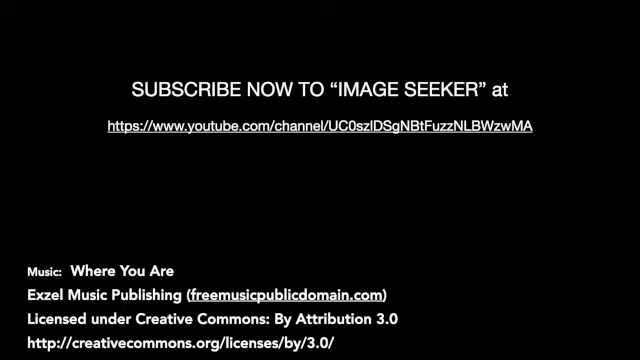 SUBSCRIBE NOW TO “IMAGE SEEKER” at
https://www.youtube.com/channel/UC0szlDSgNBtFuzzNLBWzwMA
Music: Where You Are
Exzel Music Publishing (freemusicpublicdomain.com)
Licensed under Creative Commons: By Attribution 3.0
http://creativecommons.org/licenses/by/3.0/